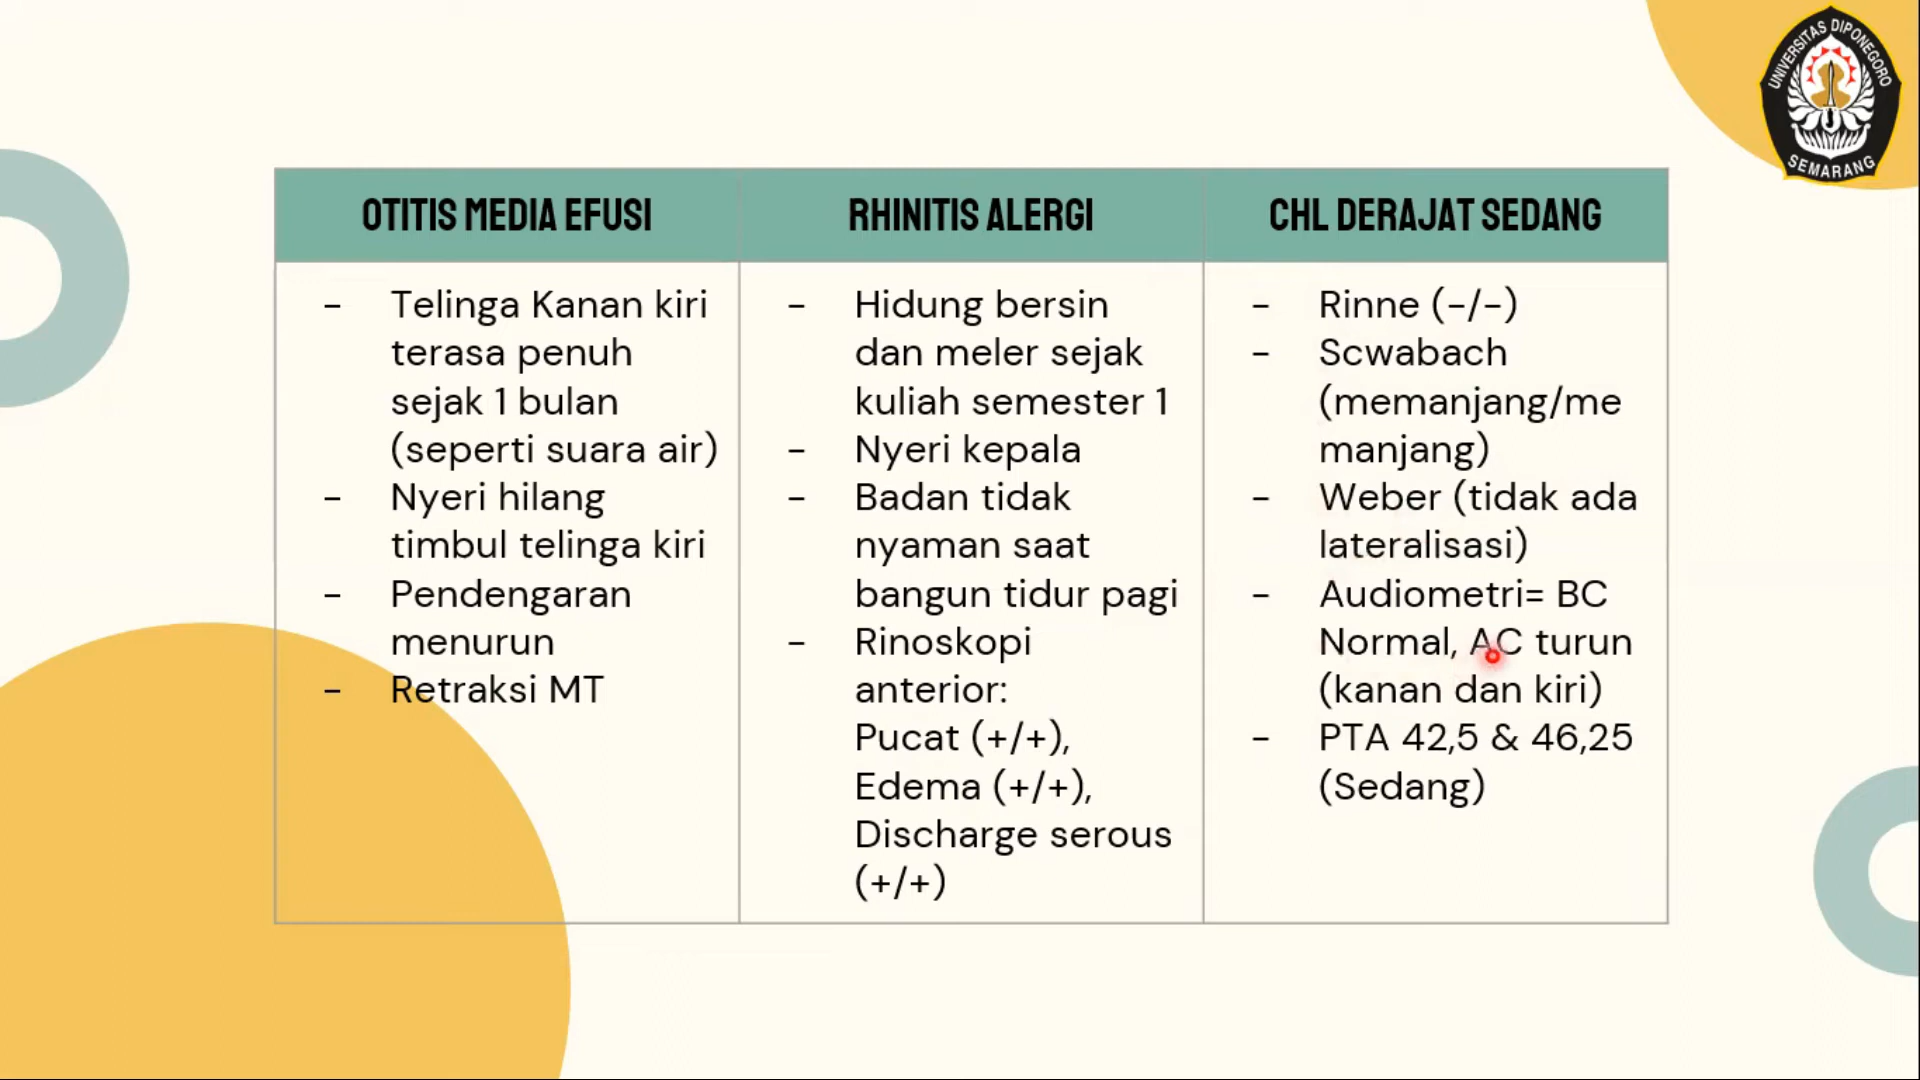 UNIVERSITAS DIPONEGORO
SEMARANG
OTITIS MEDIA EFUSI
- Telinga Kanan kiri
terasa penuh
sejak 1 bulan
(seperti suara air)
- Nyeri hilang
timbul telinga kiri
- Pendengaran
menurun
- Retraksi MT
RHINITIS ALERGI
- Hidung bersin
dan meler sejak
kuliah semester 1
- Nyeri kepala
- Badan tidak
nyaman saat
bangun tidur pagi
- Rinoskopi
anterior:
Pucat (+/+),
Edema (+/+),
Discharge serous
(+/+)
CHL DERAJAT SEDANG
- Rinne (-/-)
- Scwabach
(memanjang/me
manjang)
- Weber (tidak ada
lateralisasi)
- Audiometri= BC
Normal, AC turun
(kanan dan kiri)
- PTA 42,5 & 46,25
(Sedang)